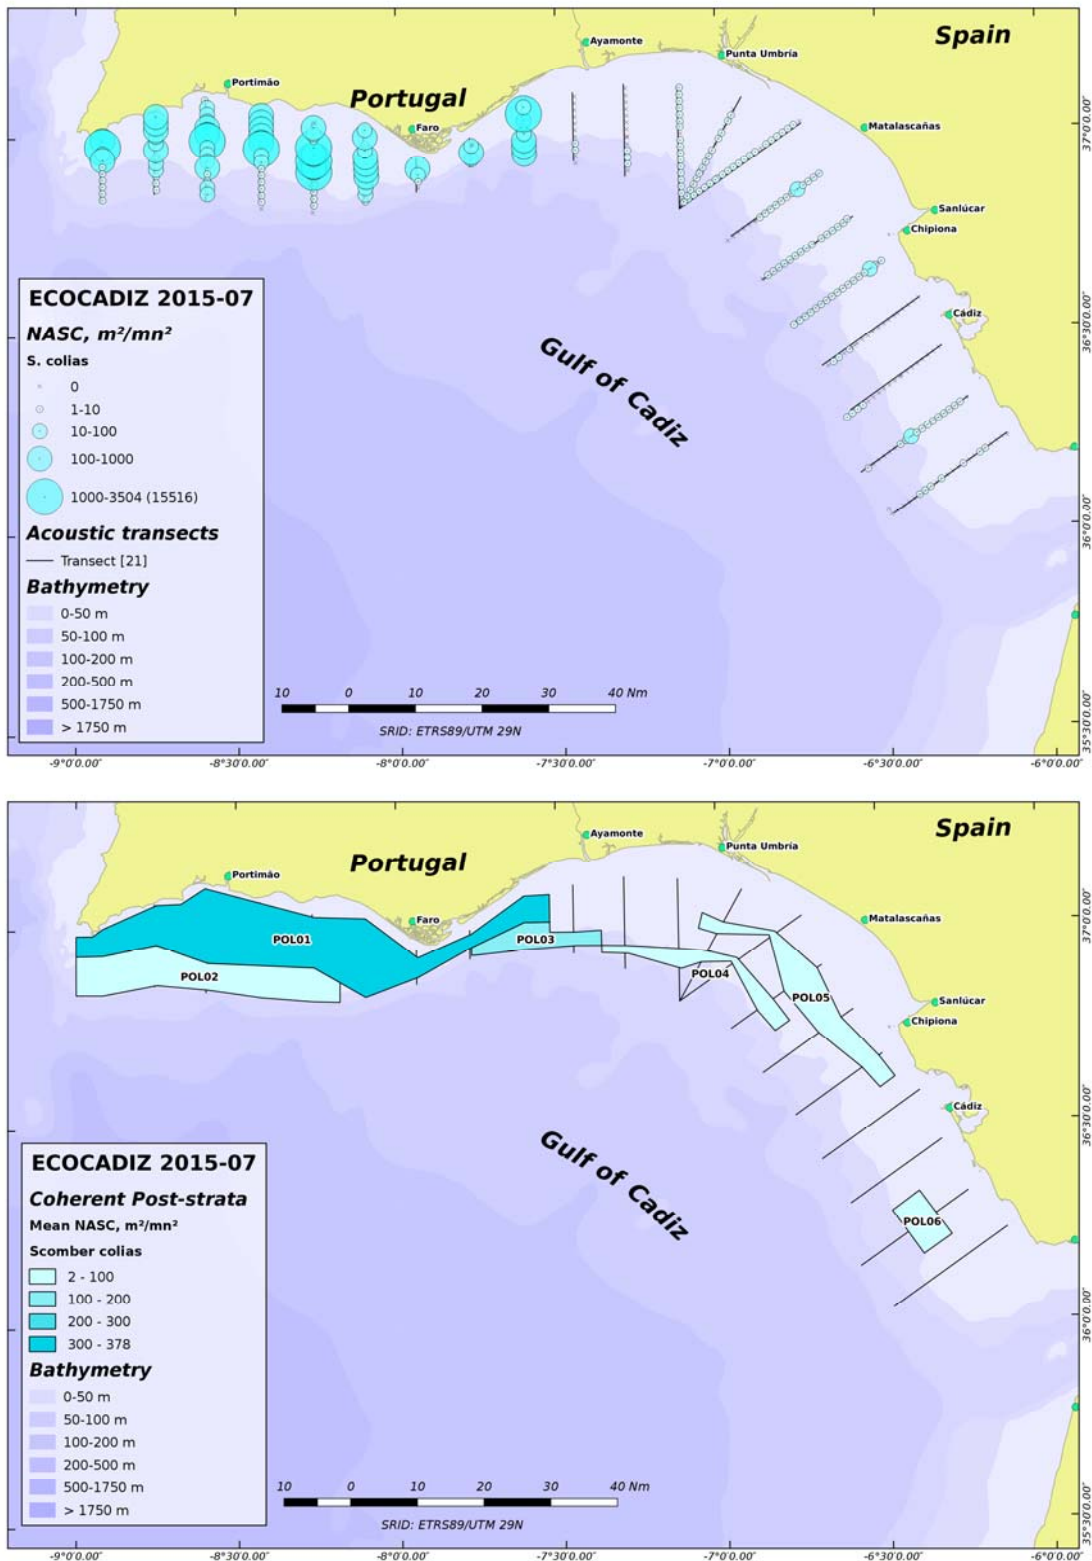 Spain
Ayamonte
Punta Umbría
Portimão
Portugal
Faro
Matalascañas
37°0'0.00"
Sanlúcar
Chipiona
ECOCADIZ 2015-07
NASC, m²/mn²
S. colias
0
1-10
10-100
100-1000
1000-3504 (15516)
Acoustic transects
Transect [21]
Bathymetry
0-50 m
50-100 m
100-200 m
200-500 m
500-1750 m
> 1750 m
Cádiz
36°30'0.00"
Gulf of Cadiz
36°0'0.00"
10 0 10 20 30 40 Nm
SRID: ETRS89/UTM 29N
35°30'0.00"
-9°0'0.00" -8°30'0.00" -8°0'0.00" -7°30'0.00" -7°0'0.00" -6°30'0.00" -6°0'0.00"
Spain
Ayamonte
Punta Umbría
Portugal
Portimão
Faro
Matalascañas
37°0'0.00"
POL01
POL03
POL02
POL04
POL05
Sanlúcar
Chipiona
Cádiz
36°30'0.00"
Gulf of Cadiz
POL06
ECOCADIZ 2015-07
Coherent Post-strata
Mean NASC, m²/mn²
Scomber colias
2 - 100
100 - 200
200 - 300
300 - 378
Bathymetry
0-50 m
50-100 m
100-200 m
200-500 m
500-1750 m
> 1750 m
36°0'0.00"
10 0 10 20 30 40 Nm
SRID: ETRS89/UTM 29N
35°30'0.00"
-9°0'0.00" -8°30'0.00" -8°0'0.00" -7°30'0.00" -7°0'0.00" -6°30'0.00" -6°0'0.00"